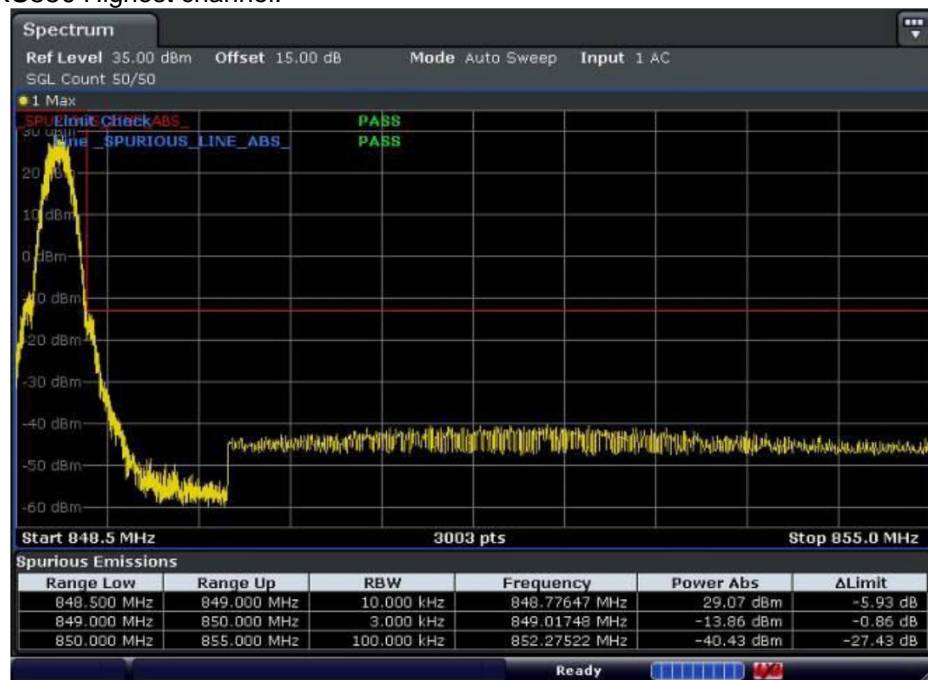 Highest channel.
Spectrum
Ref Level 35.00 dBm Offset 15.00 dB Mode Auto Sweep Input 1 AC
SGL Count 50/50
1 Max
Limit Check PASS
Line _SPURIOUS_LINE_ABS_ PASS
20 dBm
10 dBm
0 dBm
-10 dBm
-20 dBm
-30 dBm
-40 dBm
-50 dBm
-60 dBm
Start 848.5 MHz 3003 pts Stop 855.0 MHz
Spurious Emissions
Range Low Range Up RBW Frequency Power Abs ΔLimit
848.500 MHz 849.000 MHz 10.000 kHz 848.77647 MHz 29.07 dBm -5.93 dB
849.000 MHz 850.000 MHz 3.000 kHz 849.01748 MHz -13.86 dBm -0.86 dB
850.000 MHz 855.000 MHz 100.000 kHz 852.27522 MHz -40.43 dBm -27.43 dB
Ready